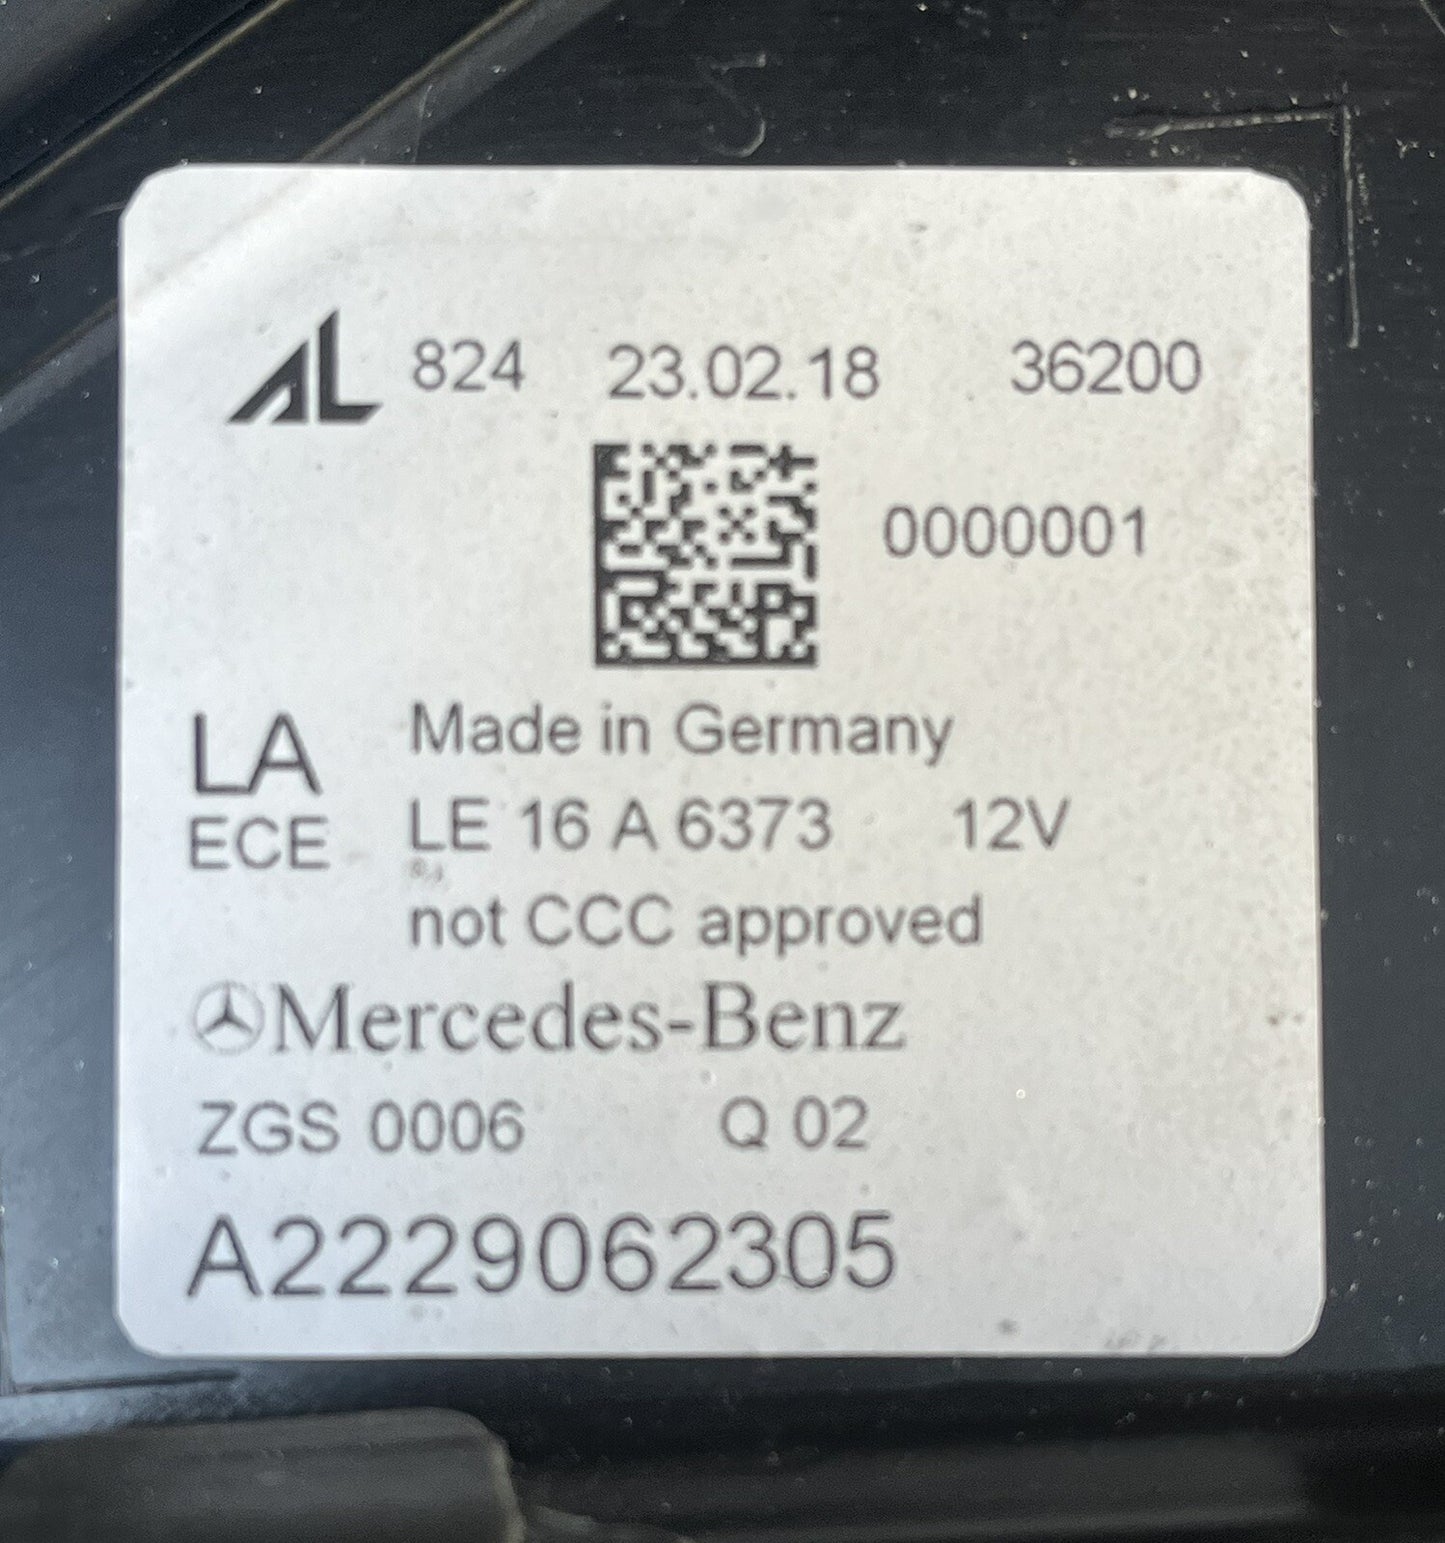 AL 824 23.02.18 36200
0000001
LA Made in Germany
ECE LE 16 A 6373 12V
not CCC approved
Mercedes-Benz
ZGS 0006 Q 02
A2229062305